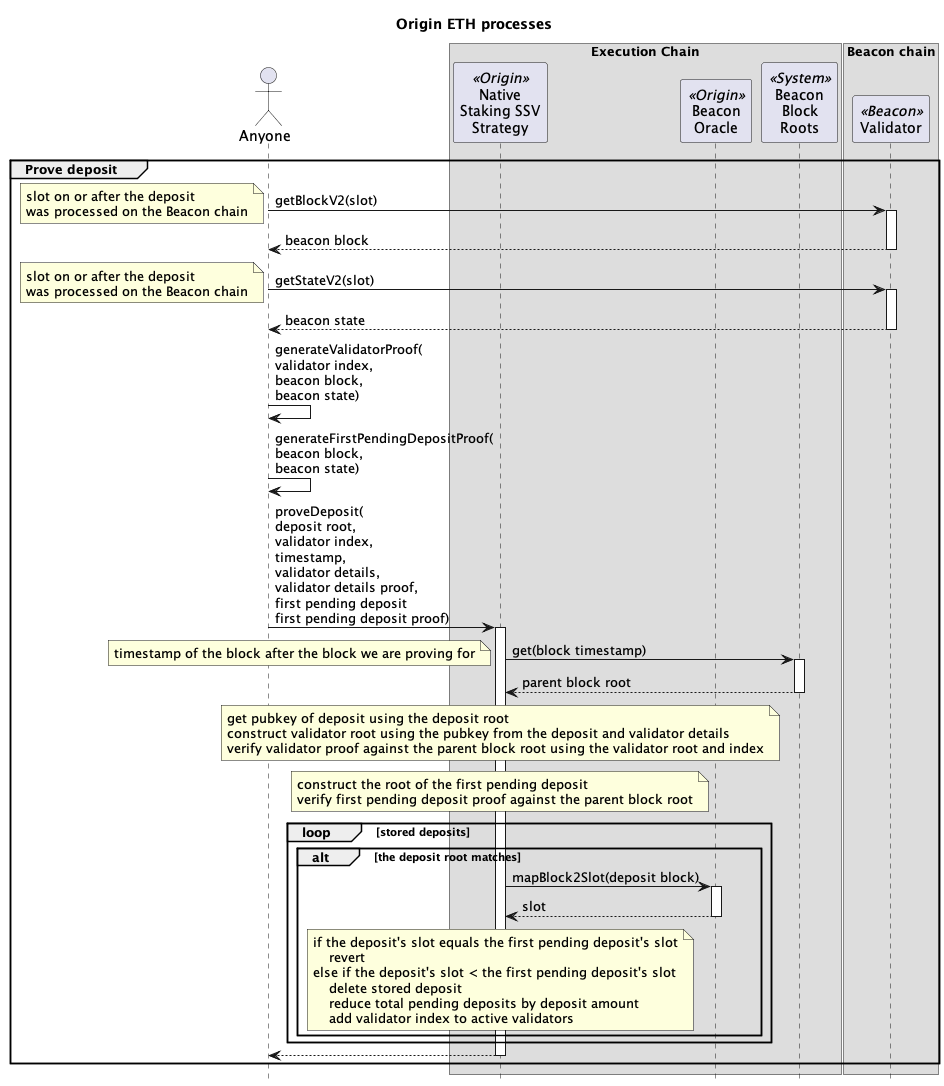 Origin ETH processes
Execution Chain
Beacon chain
«Origin»
Native
Staking SSV
Strategy
«Origin»
Beacon
Oracle
«System»
Beacon
Block
Roots
«Beacon»
Validator
Anyone
Prove deposit
slot on or after the deposit
was processed on the Beacon chain
getBlockV2(slot)
beacon block
slot on or after the deposit
was processed on the Beacon chain
getStateV2(slot)
beacon state
generateValidatorProof(
validator index,
beacon block,
beacon state)
generateFirstPendingDepositProof(
beacon block,
beacon state)
proveDeposit(
deposit root,
validator index,
timestamp,
validator details,
validator details proof,
first pending deposit
first pending deposit proof)
timestamp of the block after the block we are proving for
get(block timestamp)
parent block root
get pubkey of deposit using the deposit root
construct validator root using the pubkey from the deposit and validator details
verify validator proof against the parent block root using the validator root and index
construct the root of the first pending deposit
verify first pending deposit proof against the parent block root
loop [stored deposits]
alt [the deposit root matches]
mapBlock2Slot(deposit block)
slot
if the deposit's slot equals the first pending deposit's slot
revert
else if the deposit's slot < the first pending deposit's slot
delete stored deposit
reduce total pending deposits by deposit amount
add validator index to active validators